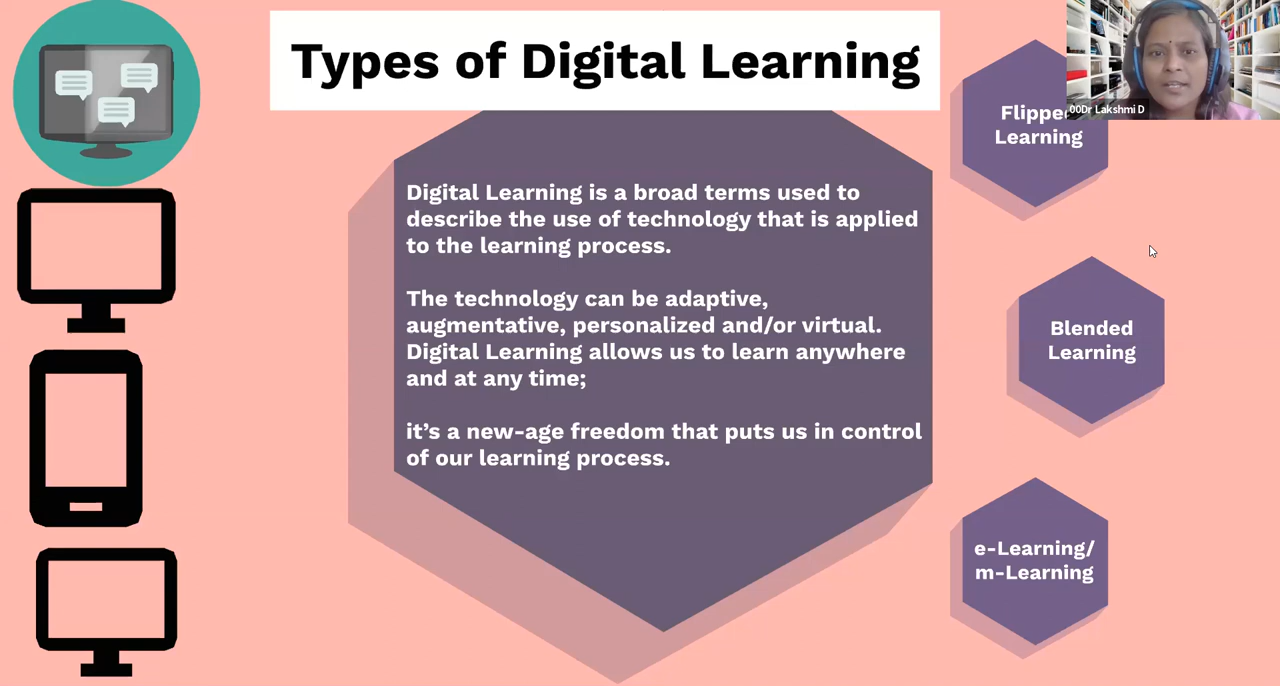 Types of Digital Learning
Digital Learning is a broad terms used to
describe the use of technology that is applied
to the learning process.
The technology can be adaptive,
augmentative, personalized and/or virtual.
Digital Learning allows us to learn anywhere
and at any time;
it’s a new-age freedom that puts us in control
of our learning process.
00Dr Lakshmi D
Flipped
Learning
Blended
Learning
e-Learning/
m-Learning